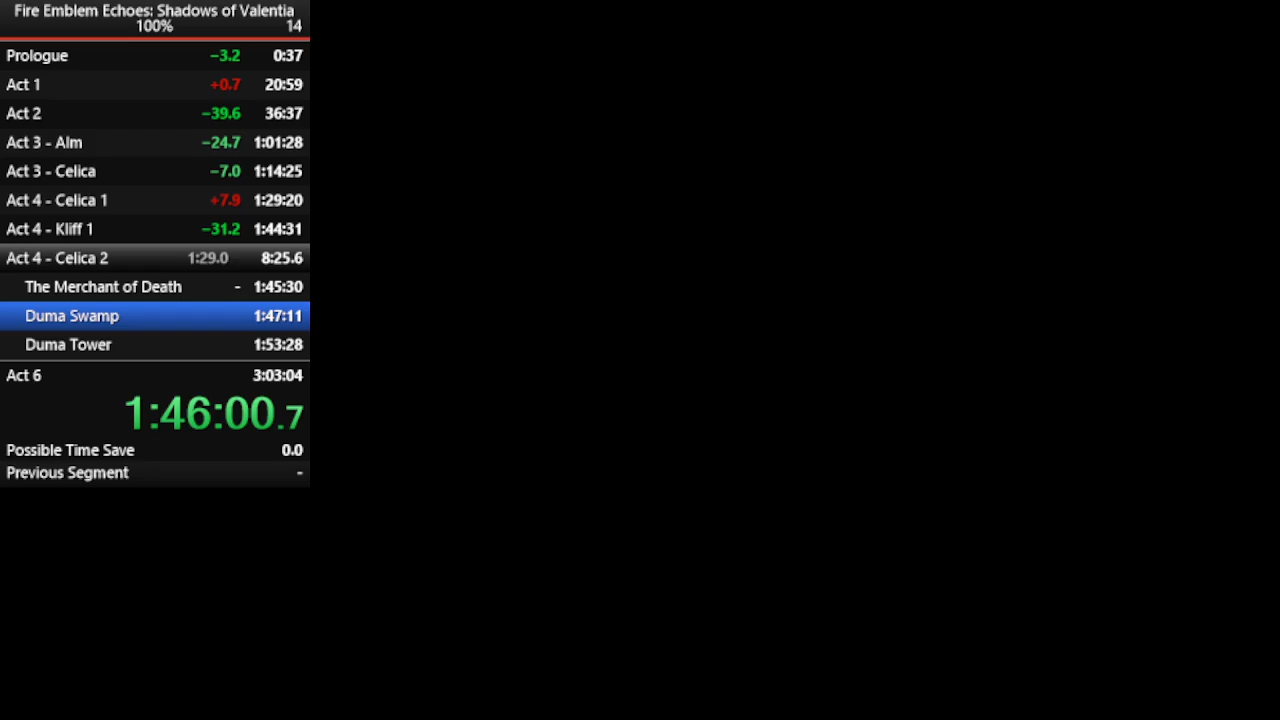 Fire Emblem Echoes: Shadows of Valentia
100% 14
Prologue −3.2 0:37
Act 1 +0.7 20:59
Act 2 −39.6 36:37
Act 3 - Alm −24.7 1:01:28
Act 3 - Celica −7.0 1:14:25
Act 4 - Celica 1 +7.9 1:29:20
Act 4 - Kliff 1 −31.2 1:44:31
Act 4 - Celica 2 1:29.0 8:25.6
The Merchant of Death - 1:45:30
Duma Swamp 1:47:11
Duma Tower 1:53:28
Act 6 3:03:04
1:46:00.7
Possible Time Save 0.0
Previous Segment -